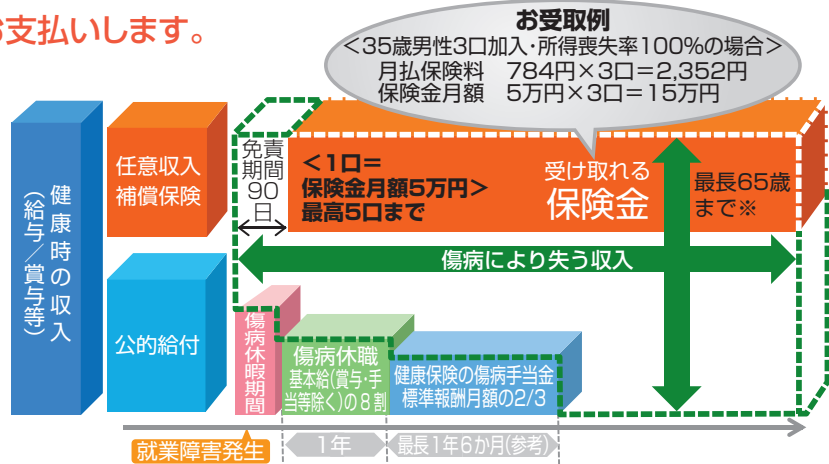 お支払いします。
お受取例
＜35歳男性3口加入・所得喪失率100%の場合＞
月払保険料　784円×3口＝2,352円
保険金月額　5万円×3口＝15万円
健康時の収入
（給与／賞与等）
任意収入
補償保険
公的給付
免責
期間
90
日
＜1口＝
保険金月額5万円＞
最高5口まで
受け取れる
保険金
最長65歳
まで※
傷病により失う収入
傷病休暇期間
傷病休職
基本給(賞与・手
当等除く)の8割
健康保険の傷病手当金
標準報酬月額の2/3
就業障害発生
1年
最長1年6か月(参考)